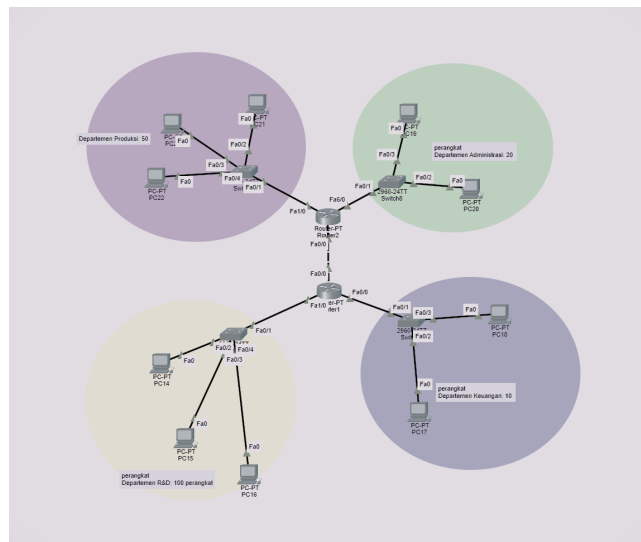 PC-PT
PC21
Fa0
Departemen Produksi: 50
Fa0
Fa0/2
Fa0/3
Fa0/4
Fa0/1
Fa0
PC-PT
PC22
Fa0
perangkat
Departemen Administrasi: 20
Fa0/3
Fa0/1
Fa0/2
Fa0
2960-24TT
Switch8
PC-PT
PC20
Fa1/0
Fa6/0
Router-PT
Router2
Fa0/0
Fa0/0
Fa6/0
Fa1/0
Fa0/1
Fa0/2
Fa0/4
Fa0/3
Fa0
PC-PT
PC14
Fa0
PC-PT
PC15
Fa0
PC-PT
PC16
perangkat
Departemen R&D: 100 perangkat
Fa0/1
Fa0/3
Fa0
Fa0/2
PC-PT
PC18
Fa0
perangkat
Departemen Keuangan: 10
PC-PT
PC17